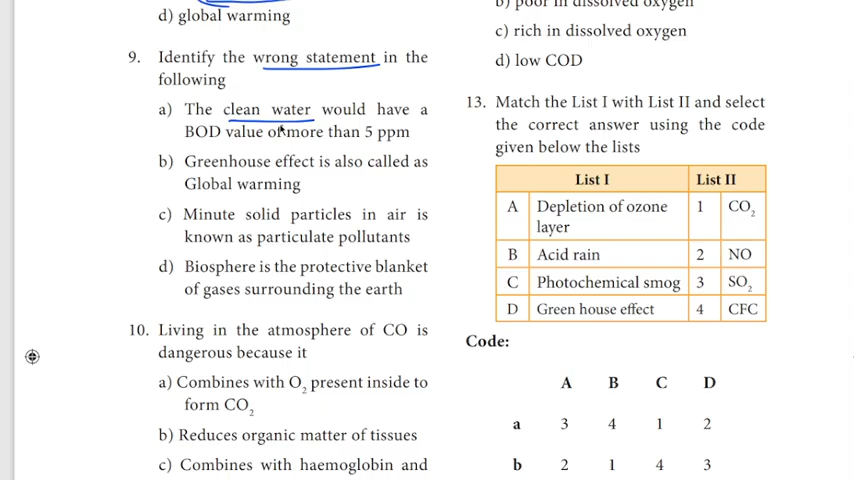 d) global warming
9. Identify the wrong statement in the
following
a) The clean water would have a
BOD value of more than 5 ppm
b) Greenhouse effect is also called as
Global warming
c) Minute solid particles in air is
known as particulate pollutants
d) Biosphere is the protective blanket
of gases surrounding the earth
10. Living in the atmosphere of CO is
dangerous because it
a) Combines with O2 present inside to
form CO2
b) Reduces organic matter of tissues
c) Combines with haemoglobin and
b) poor in dissolved oxygen
c) rich in dissolved oxygen
d) low COD
13. Match the List I with List II and select
the correct answer using the code
given below the lists
List I List II
A Depletion of ozone layer 1 CO2
B Acid rain 2 NO
C Photochemical smog 3 SO2
D Green house effect 4 CFC
Code:
A B C D
a 3 4 1 2
b 2 1 4 3